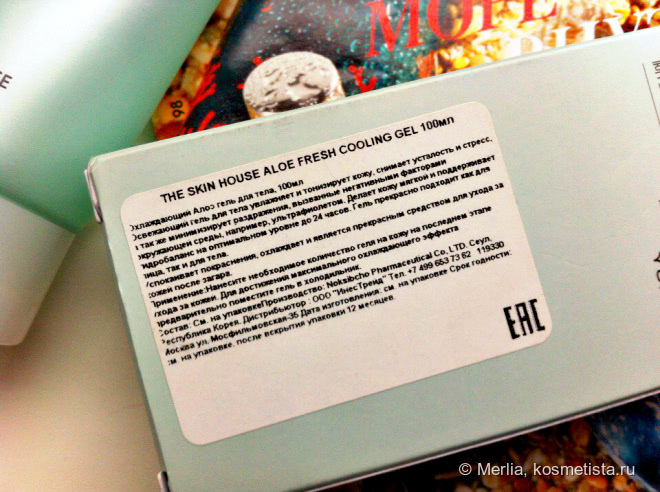 МОРЕ
98
THE SKIN HOUSE ALOE FRESH COOLING GEL 100мл
Охлаждающий Алоэ гель для тела, 100мл
Освежающий гель для тела увлажняет и тонизирует кожу, снимает усталость и стресс,
а так же минимизирует раздражения, вызванные негативными факторами
окружающей среды, например, ультрафиолетом. Делает кожу мягкой и поддерживает
гидробаланс на оптимальном уровне до 24 часов. Гель прекрасно подходит как для
лица, так и для тела.
Успокаивает покраснения, охлаждает и является прекрасным средством для ухода за
кожей после загара.
Применение:Нанесите необходимое количество геля на кожу на последнем этапе
ухода за кожей. Для достижения максимального охлаждающего эффекта
предварительно поместите гель в холодильник.
Состав: См. на упаковкеПроизводство: Noksibcho Pharmaceutical Co, LTD. Сеул,
Республика Корея. Дистрибьютор : ООО "ИнесТрейд" Тел. +7 499 653 73 62 119330
Москва ул. Мосфильмовская-35 Дата изготовления: см. на упаковке Срок годности:
см. на упаковке, после вскрытия упаковки 12 месяцев.
EAC
© Merlia, kosmetista.ru